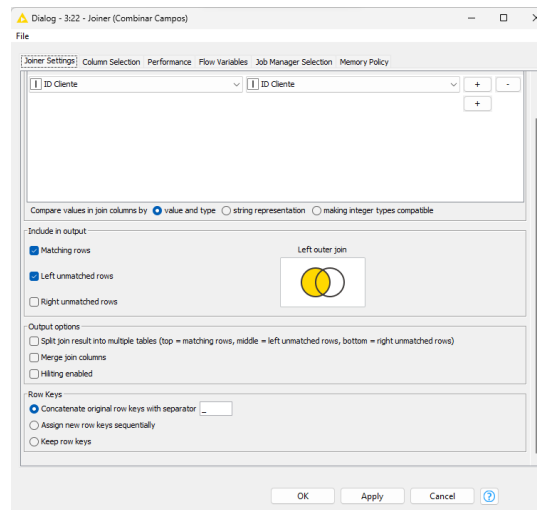 Dialog - 3:22 - Joiner (Combinar Campos)
File
Joiner Settings Column Selection Performance Flow Variables Job Manager Selection Memory Policy
I ID Cliente I ID Cliente + -
+
Compare values in join columns by value and type string representation making integer types compatible
Include in output
Matching rows
Left outer join
Left unmatched rows
Right unmatched rows
Output options
Split join result into multiple tables (top = matching rows, middle = left unmatched rows, bottom = right unmatched rows)
Merge join columns
Hiliting enabled
Row Keys
Concatenate original row keys with separator _
Assign new row keys sequentially
Keep row keys
OK Apply Cancel ?